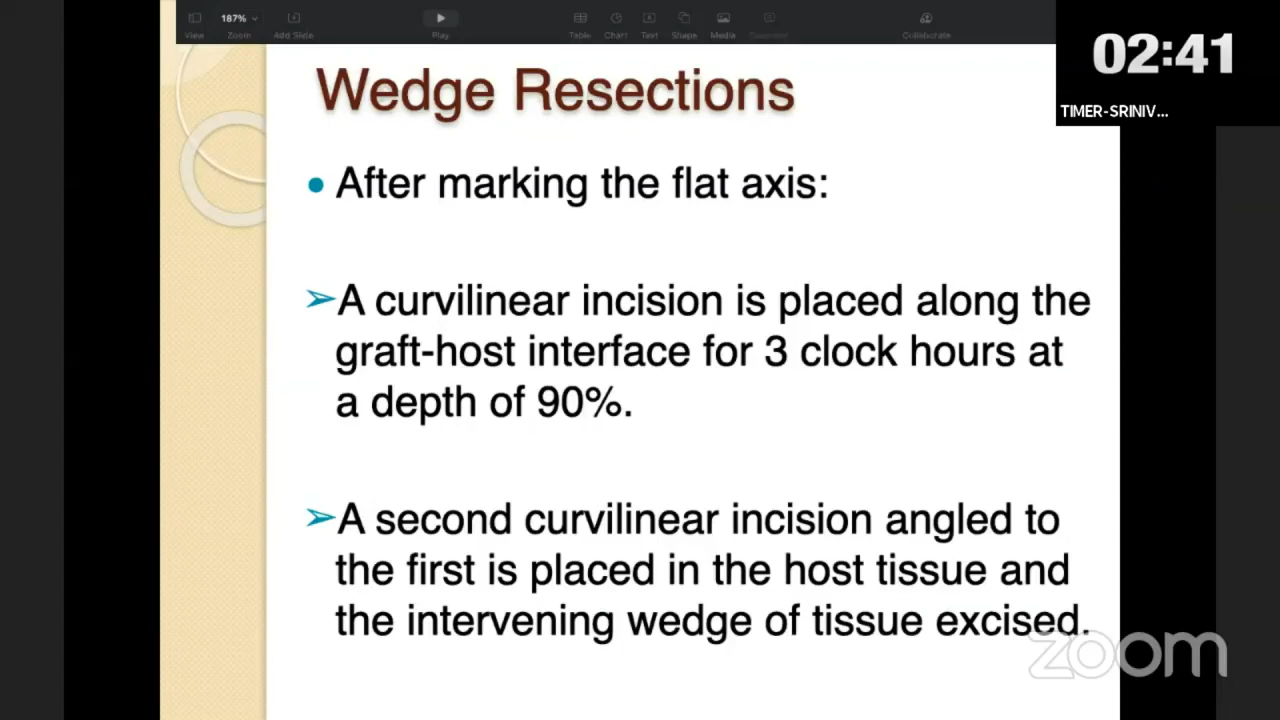 187%
View
Zoom
Add Slide
Play
Table
Chart
Text
Shape
Media
Comment
Collaborate
02:41
TIMER-SRINIV...
Wedge Resections
• After marking the flat axis:
➢A curvilinear incision is placed along the
graft-host interface for 3 clock hours at
a depth of 90%.
➢A second curvilinear incision angled to
the first is placed in the host tissue and
the intervening wedge of tissue excised.
zoom